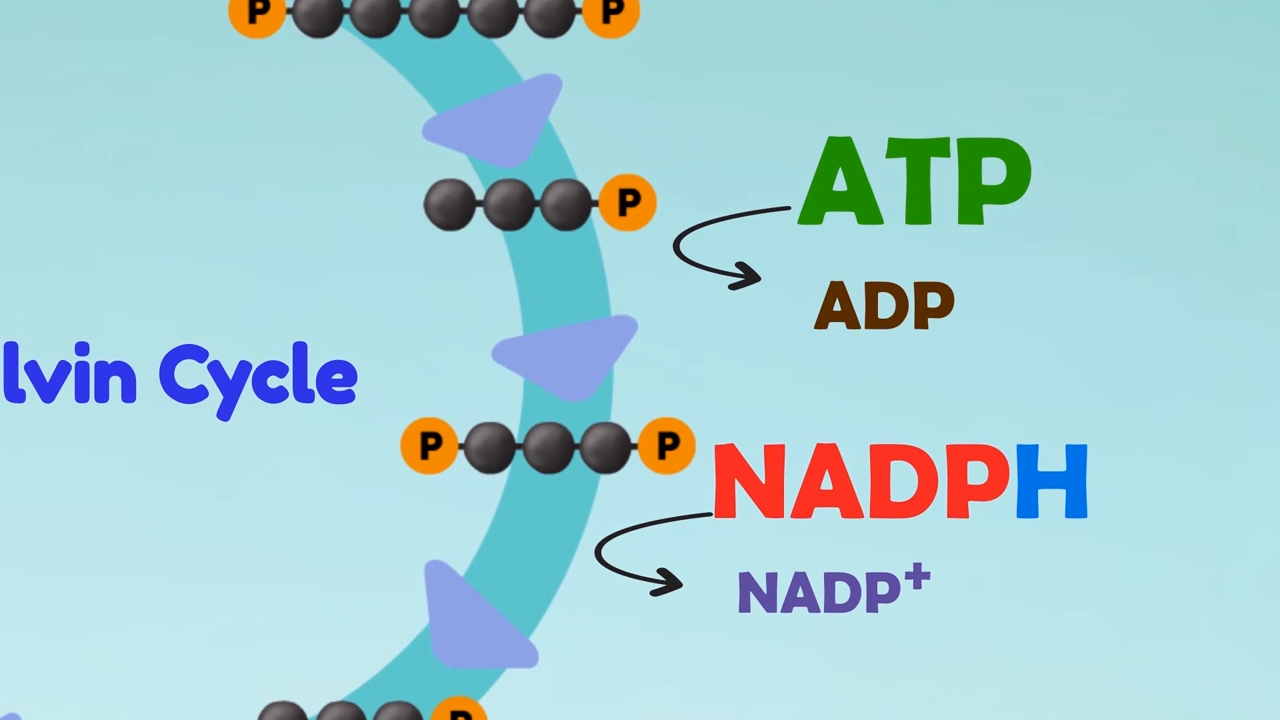 P P
ATP
P
ADP
lvin Cycle
P P
NADPH
NADP+
P